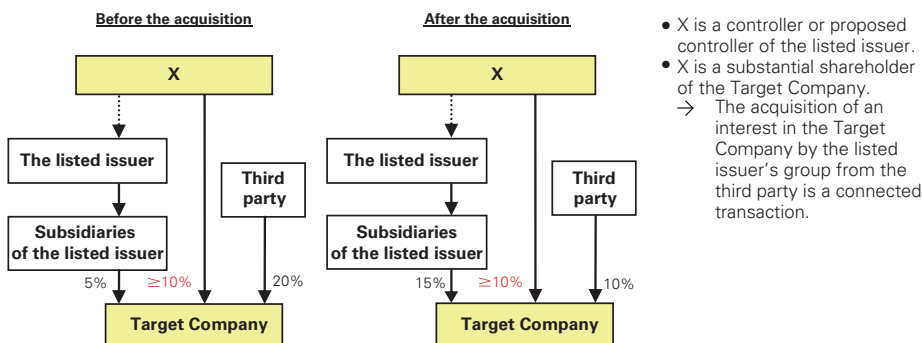 Before the acquisition
X
The listed issuer
Third
party
Subsidiaries
of the listed issuer
5%
≥10%
20%
Target Company
After the acquisition
X
The listed issuer
Third
party
Subsidiaries
of the listed issuer
15%
≥10%
10%
Target Company
• X is a controller or proposed
controller of the listed issuer.
• X is a substantial shareholder
of the Target Company.
→ The acquisition of an
interest in the Target
Company by the listed
issuer’s group from the
third party is a connected
transaction.